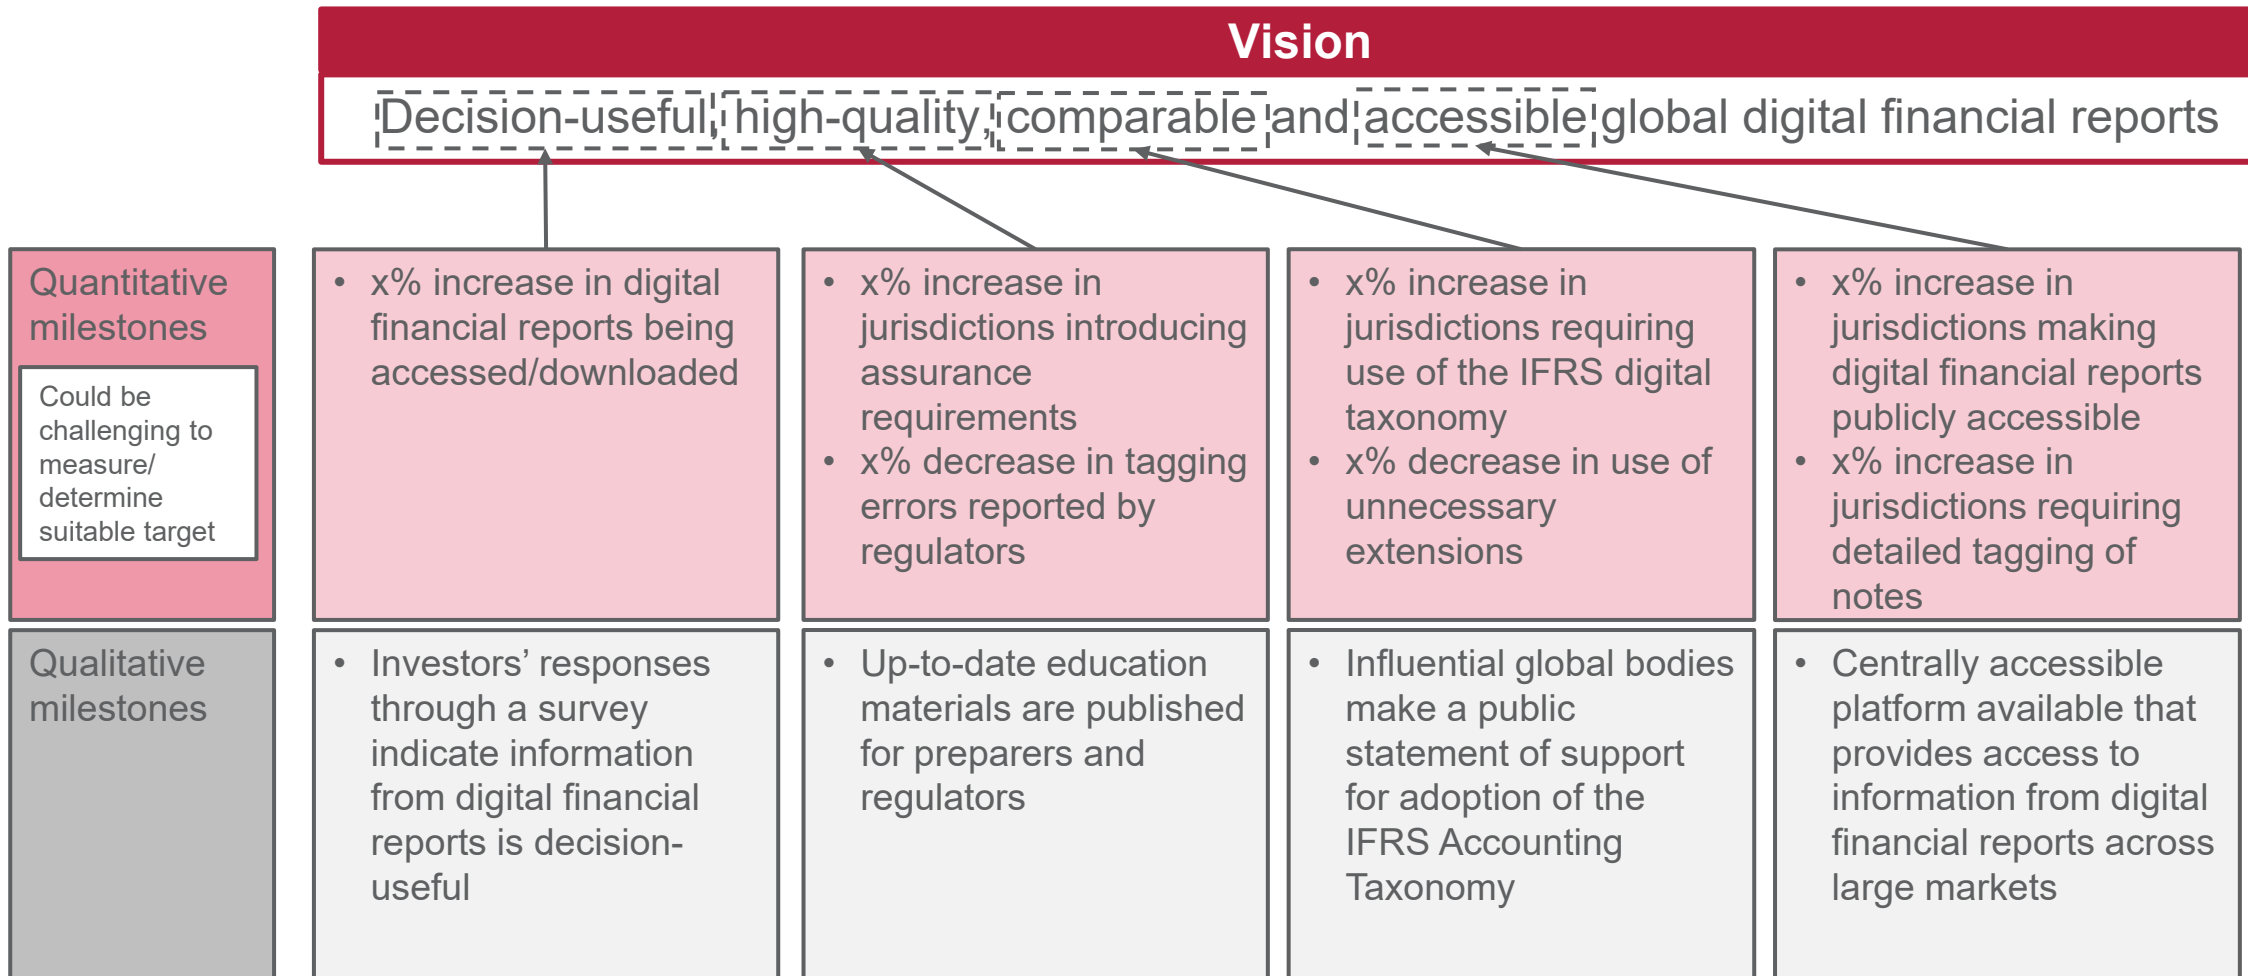 Vision
Decision-useful, high-quality, comparable and accessible global digital financial reports
Quantitative
milestones
Could be
challenging to
measure/
determine
suitable target
• x% increase in digital
financial reports being
accessed/downloaded
• x% increase in
jurisdictions introducing
assurance
requirements
• x% decrease in tagging
errors reported by
regulators
• x% increase in
jurisdictions requiring
use of the IFRS digital
taxonomy
• x% decrease in use of
unnecessary
extensions
• x% increase in
jurisdictions making
digital financial reports
publicly accessible
• x% increase in
jurisdictions requiring
detailed tagging of
notes
Qualitative
milestones
• Investors’ responses
through a survey
indicate information
from digital financial
reports is decision-
useful
• Up-to-date education
materials are published
for preparers and
regulators
• Influential global bodies
make a public
statement of support
for adoption of the
IFRS Accounting
Taxonomy
• Centrally accessible
platform available that
provides access to
information from digital
financial reports across
large markets